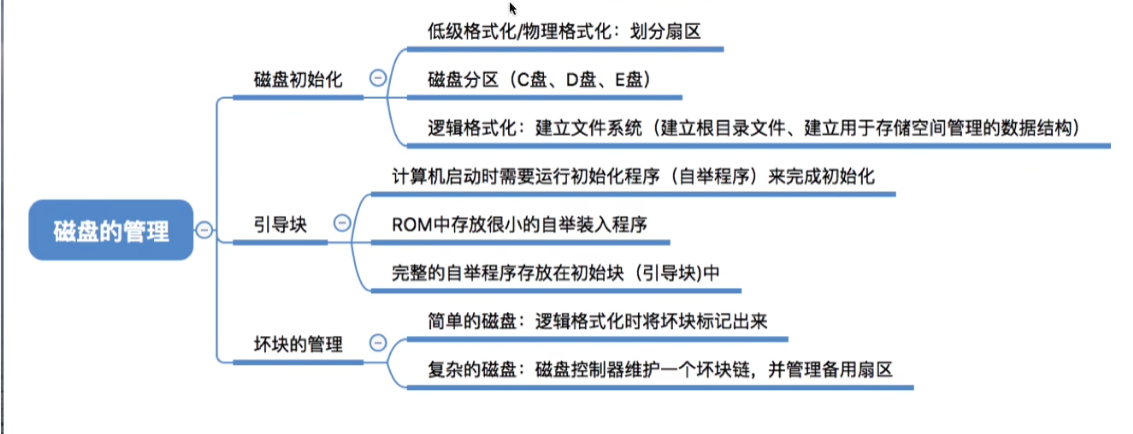 磁盘的管理
磁盘初始化
低级格式化/物理格式化：划分扇区
磁盘分区（C盘、D盘、E盘）
逻辑格式化：建立文件系统（建立根目录文件、建立用于存储空间管理的数据结构）
引导块
计算机启动时需要运行初始化程序（自举程序）来完成初始化
ROM中存放很小的自举装入程序
完整的自举程序存放在初始块（引导块)中
坏块的管理
简单的磁盘：逻辑格式化时将坏块标记出来
复杂的磁盘：磁盘控制器维护一个坏块链，并管理备用扇区